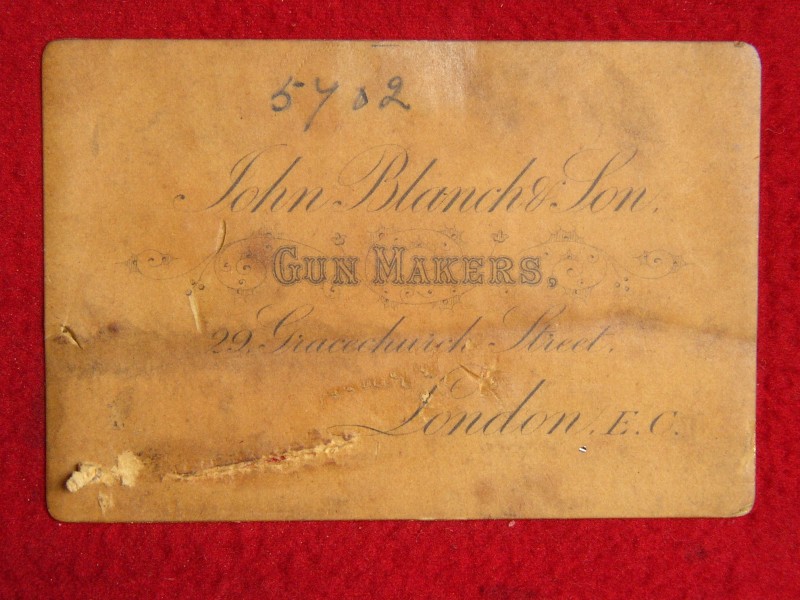 5702
John Blanch & Son,
GUN MAKERS,
29, Gracechurch Street,
London, E.C.